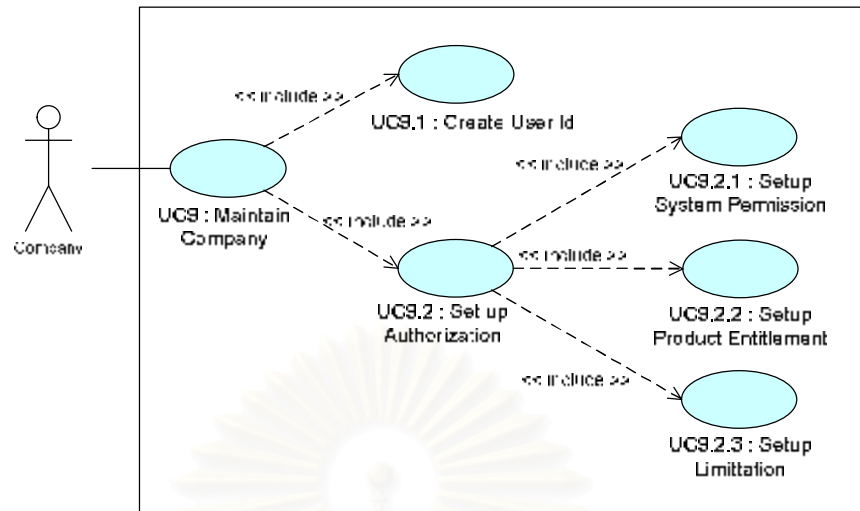 << include >>
UC9.1 : Create User Id
<< include >>
UC9.2.1 : Setup
System Permission
UC9 : Maintain
Company
<< include >>
Company
<< include >>
UC9.2 : Set up
Authorization
UC9.2.2 : Setup
Product Entitlement
<< include >>
UC9.2.3 : Setup
Limittation